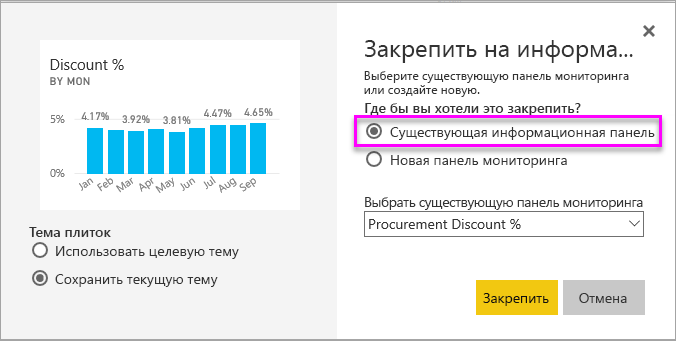 Discount %
BY MON
4.17% 3.92% 3.81% 4.47% 4.65%
5%
0%
Jan Feb Mar Apr May Jun Jul Aug Sep
Тема плиток
Использовать целевую тему
Сохранить текущую тему
Закрепить на информа...
Выберите существующую панель мониторинга
или создайте новую.
Где бы вы хотели это закрепить?
Существующая информационная панель
Новая панель мониторинга
Выбрать существующую панель мониторинга
Procurement Discount %
Закрепить
Отмена